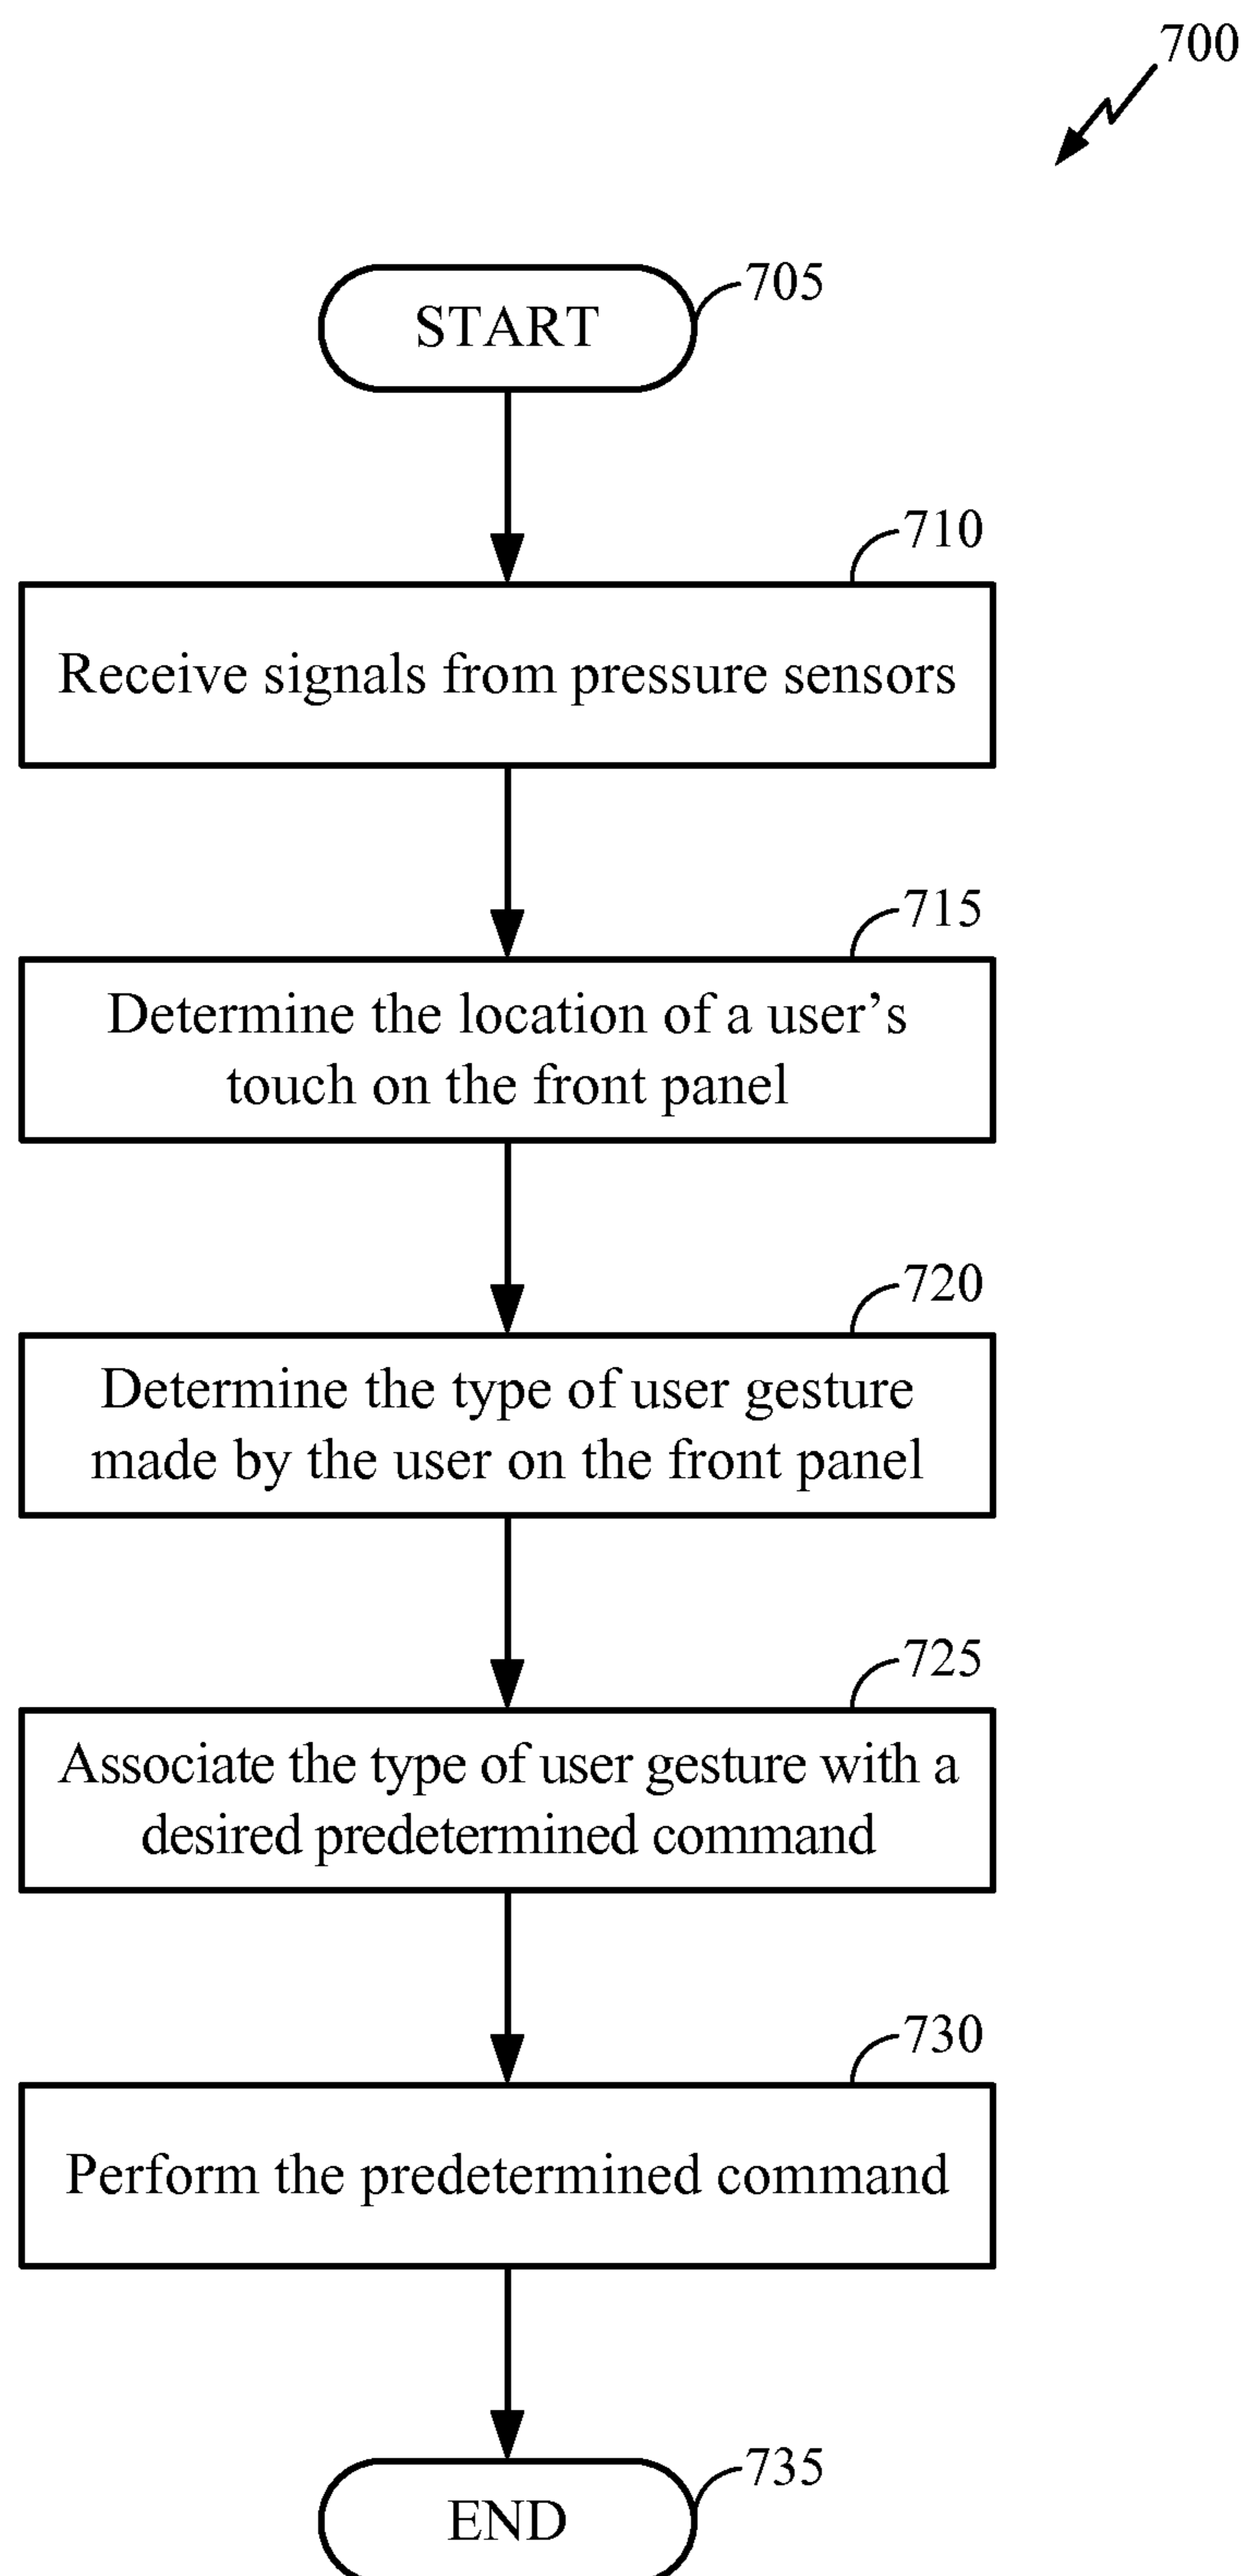 700
START
705
710
Receive signals from pressure sensors
715
Determine the location of a user’s
touch on the front panel
720
Determine the type of user gesture
made by the user on the front panel
725
Associate the type of user gesture with a
desired predetermined command
730
Perform the predetermined command
735
END